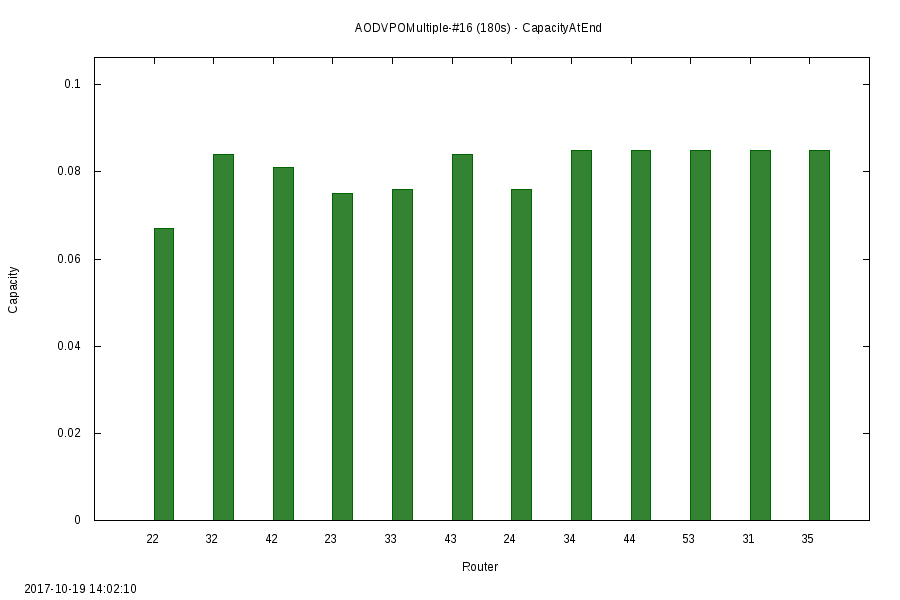 AODVPOMultiple-#16 (180s) - CapacityAtEnd
0.1
0.08
0.06
0.04
0.02
0
Capacity
22 32 42 23 33 43 24 34 44 53 31 35
Router
2017-10-19 14:02:10